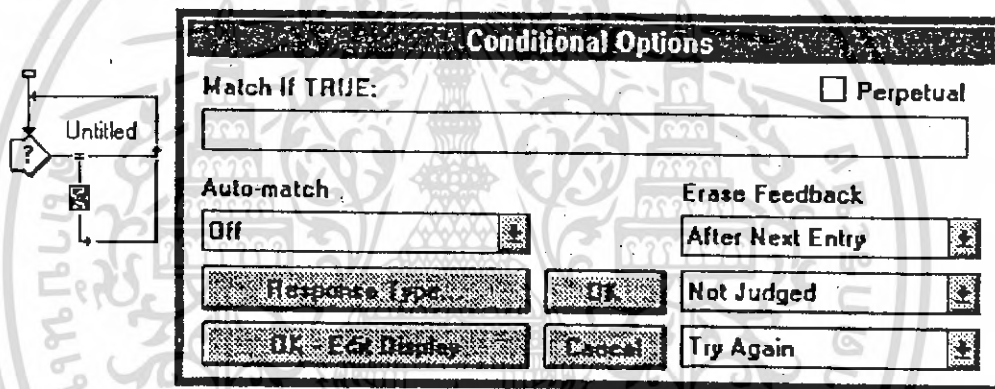 Conditional Options
Match If TRUE:
Perpetual
Untitled
?
=
Auto-match
Erase Feedback
Off
After Next Entry
Response Type...
OK
Not Judged
OK - Edit Display
Cancel
Try Again